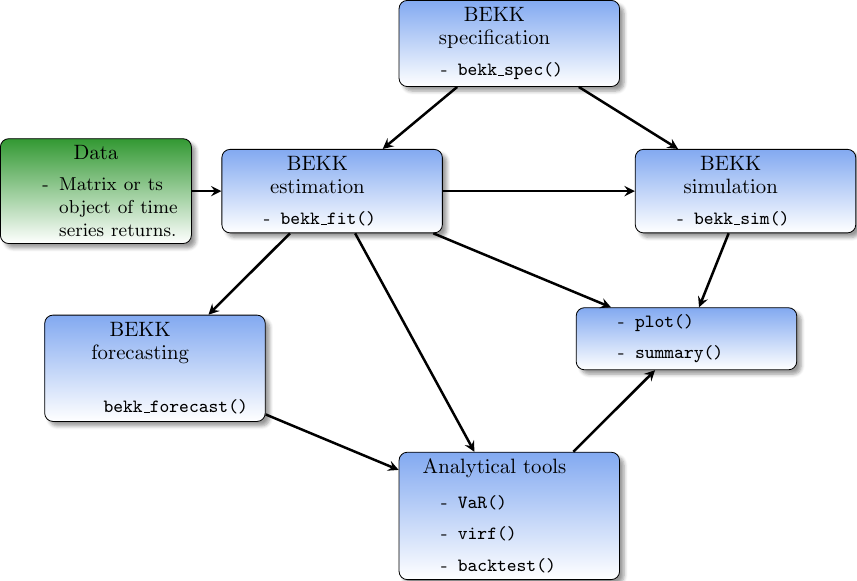 BEKK
specification
- bekk_spec()
Data
- Matrix or ts
object of time
series returns.
BEKK
estimation
- bekk_fit()
BEKK
simulation
- bekk_sim()
BEKK
forecasting
bekk_forecast()
- plot()
- summary()
Analytical tools
- VaR()
- virf()
- backtest()